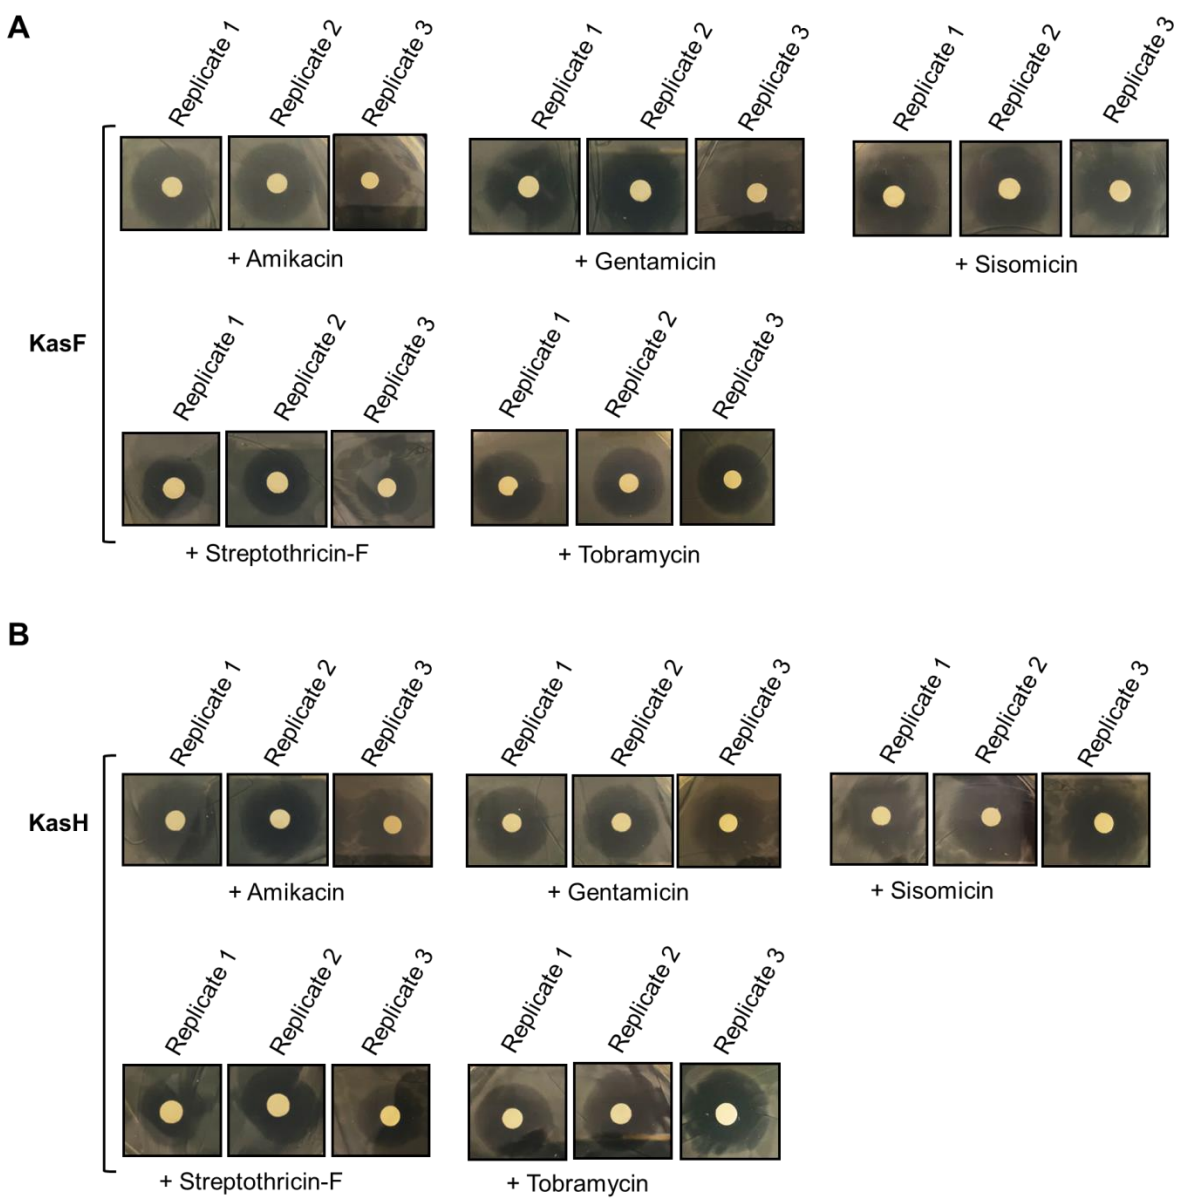 A
Replicate 1 Replicate 2 Replicate 3 Replicate 1 Replicate 2 Replicate 3 Replicate 1 Replicate 2 Replicate 3
+ Amikacin + Gentamicin + Sisomicin
KasF
Replicate 1 Replicate 2 Replicate 3 Replicate 1 Replicate 2 Replicate 3
+ Streptothricin-F + Tobramycin
B
Replicate 1 Replicate 2 Replicate 3 Replicate 1 Replicate 2 Replicate 3 Replicate 1 Replicate 2 Replicate 3
KasH
+ Amikacin + Gentamicin + Sisomicin
Replicate 1 Replicate 2 Replicate 3 Replicate 1 Replicate 2 Replicate 3
+ Streptothricin-F + Tobramycin